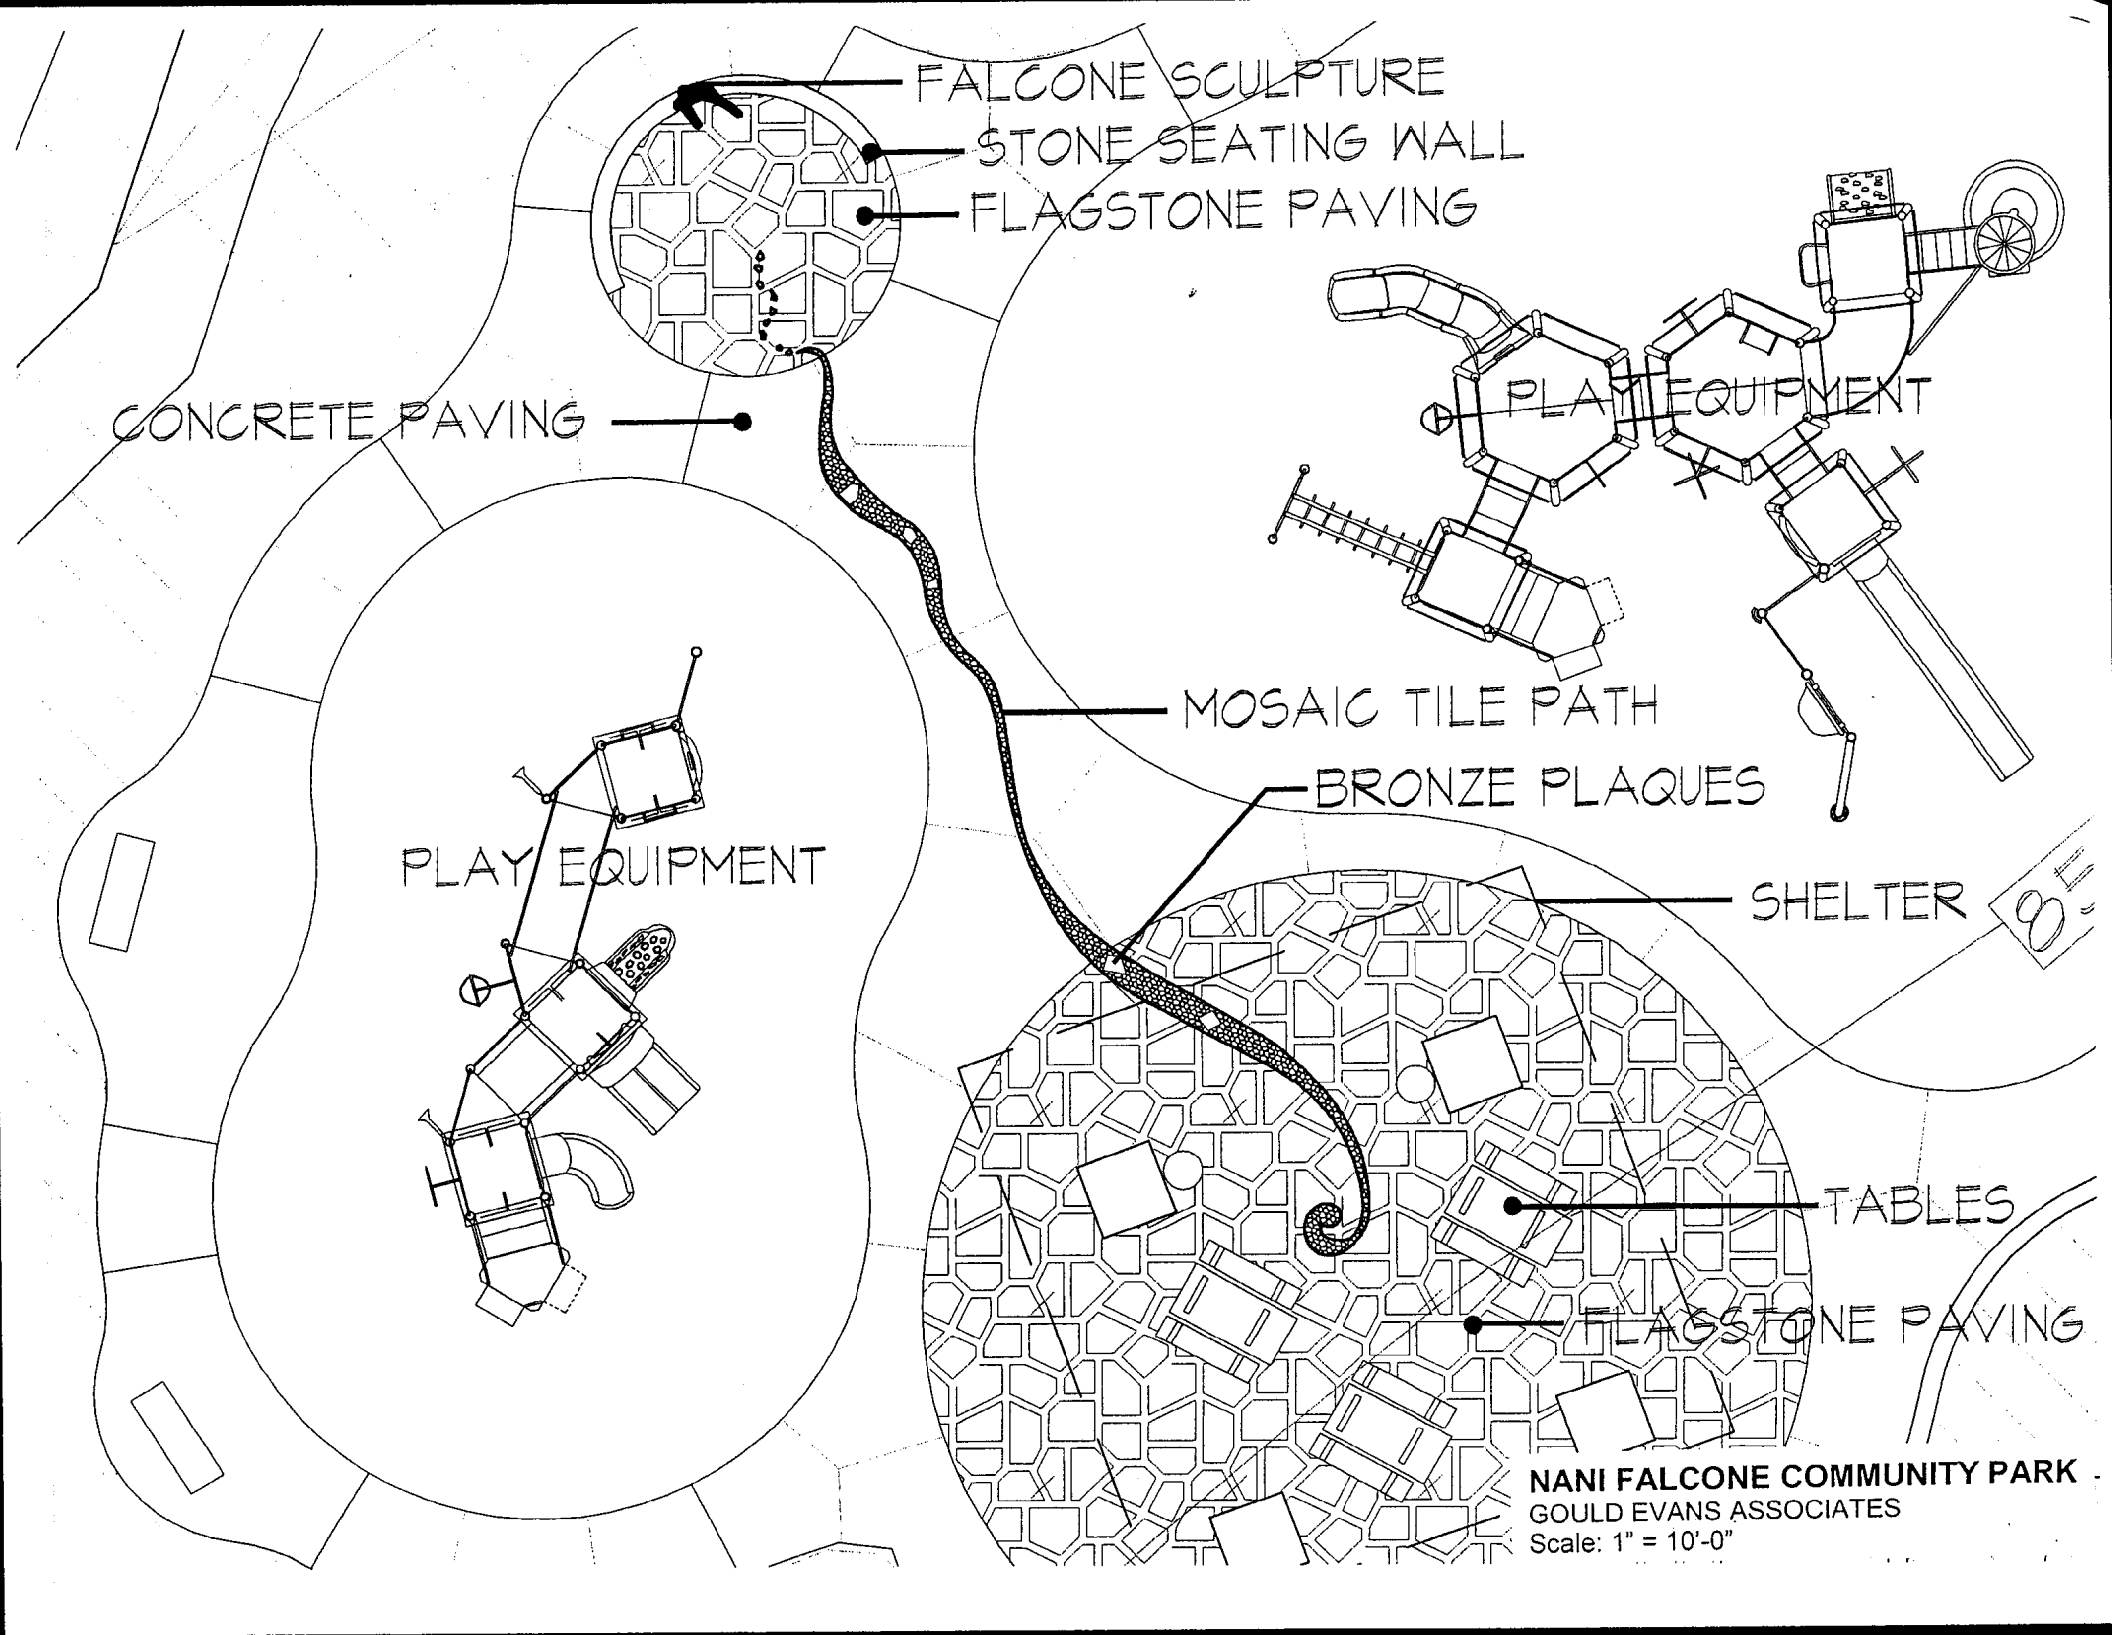 FALCONE SCULPTURE
STONE SEATING WALL
FLAGSTONE PAVING
PLAY EQUIPMENT
CONCRETE PAVING
MOSAIC TILE PATH
BRONZE PLAQUES
PLAY EQUIPMENT
SHELTER
TABLES
FLAGSTONE PAVING
NANI FALCONE COMMUNITY PARK
GOULD EVANS ASSOCIATES
Scale: 1" = 10'-0"